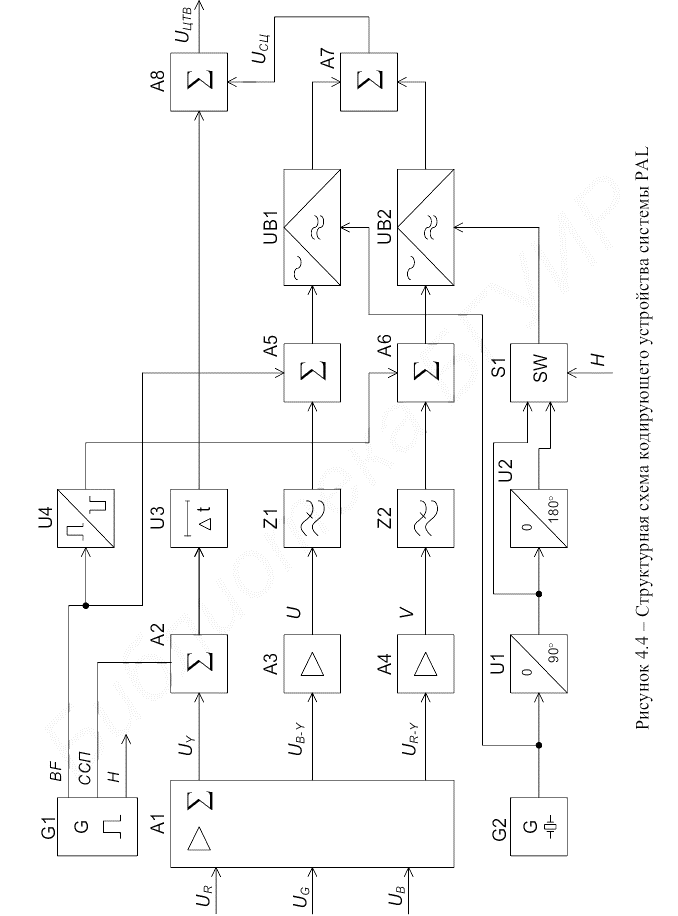 G1
G
BF
ССП
H
U4
A1
Σ
U_R
U_G
U_B
U_Y
U_B-Y
U_R-Y
A2
Σ
U3
Δt
A8
Σ
U_ЦТВ
U_СЦ
A3
U
Z1
A5
Σ
UB1
A7
Σ
A4
V
Z2
A6
Σ
UB2
G2
G
U1
0
90°
U2
0
180°
S1
SW
H
Библиотека БГУИР
Рисунок 4.4 – Структурная схема кодирующего устройства системы PAL